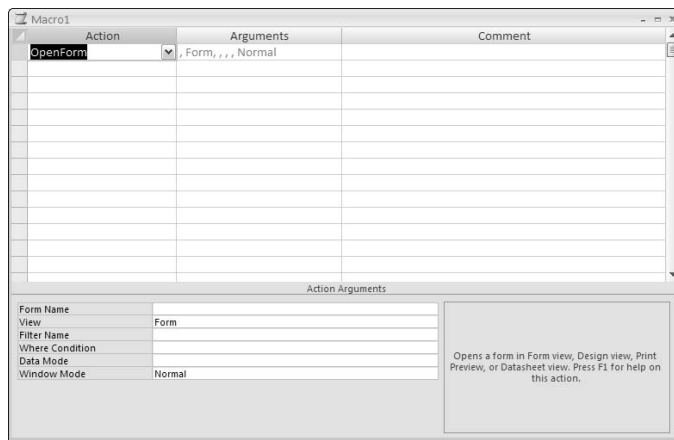 Macro1
Action Arguments Comment
OpenForm , Form, , , , Normal
Action Arguments
Form Name
View Form
Filter Name
Where Condition
Data Mode
Window Mode Normal
Opens a form in Form view, Design view, Print
Preview, or Datasheet view. Press F1 for help on
this action.